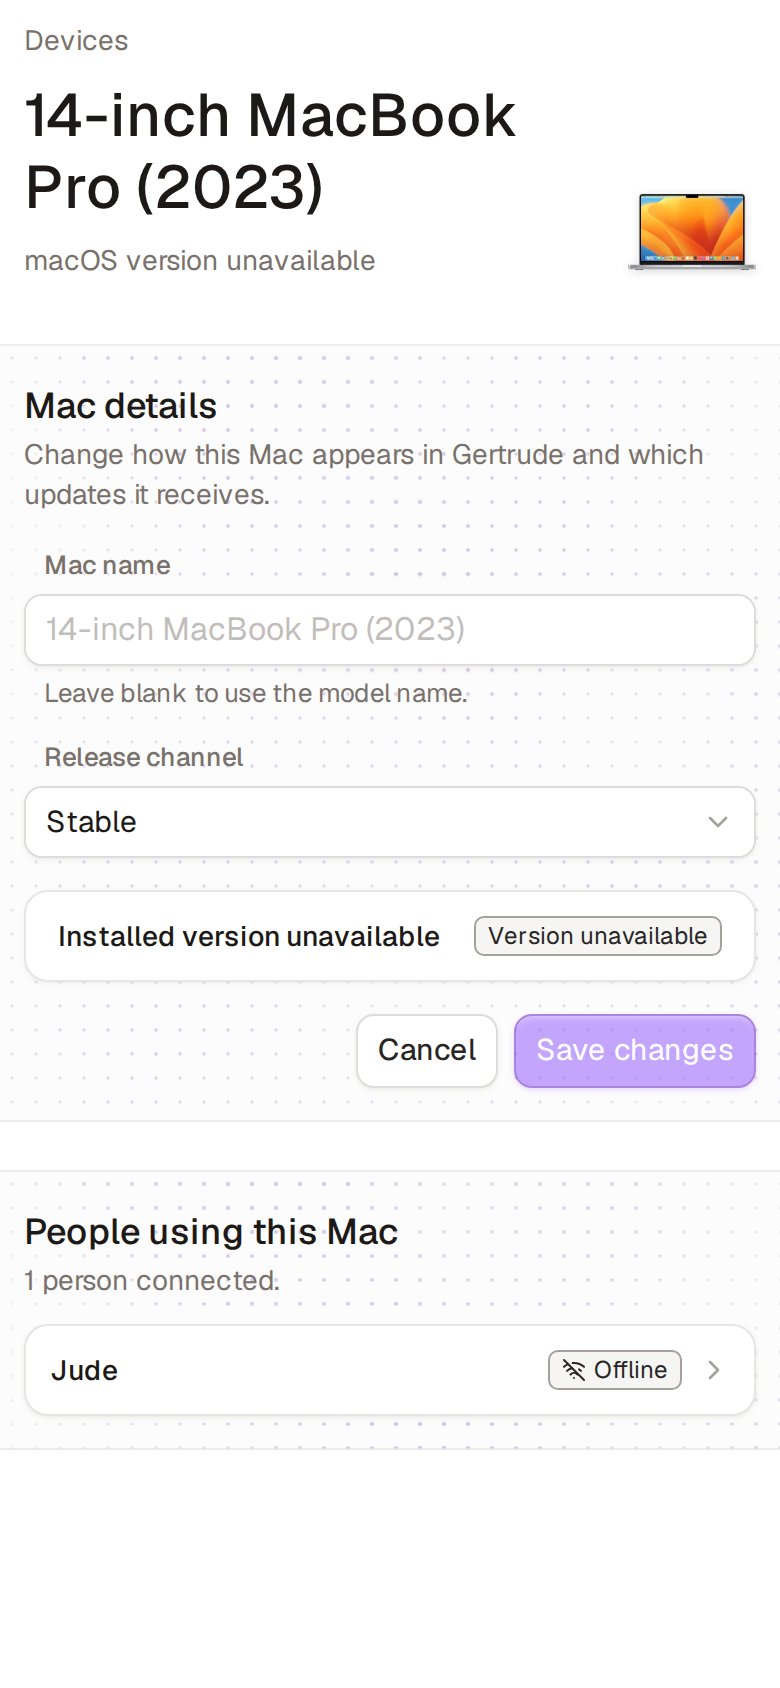 Devices
14-inch MacBook
Pro (2023)
macOS version unavailable
Mac details
Change how this Mac appears in Gertrude and which
updates it receives.
Mac name
14-inch MacBook Pro (2023)
Leave blank to use the model name.
Release channel
Stable
Installed version unavailable
Version unavailable
Cancel
Save changes
People using this Mac
1 person connected.
Jude
Offline